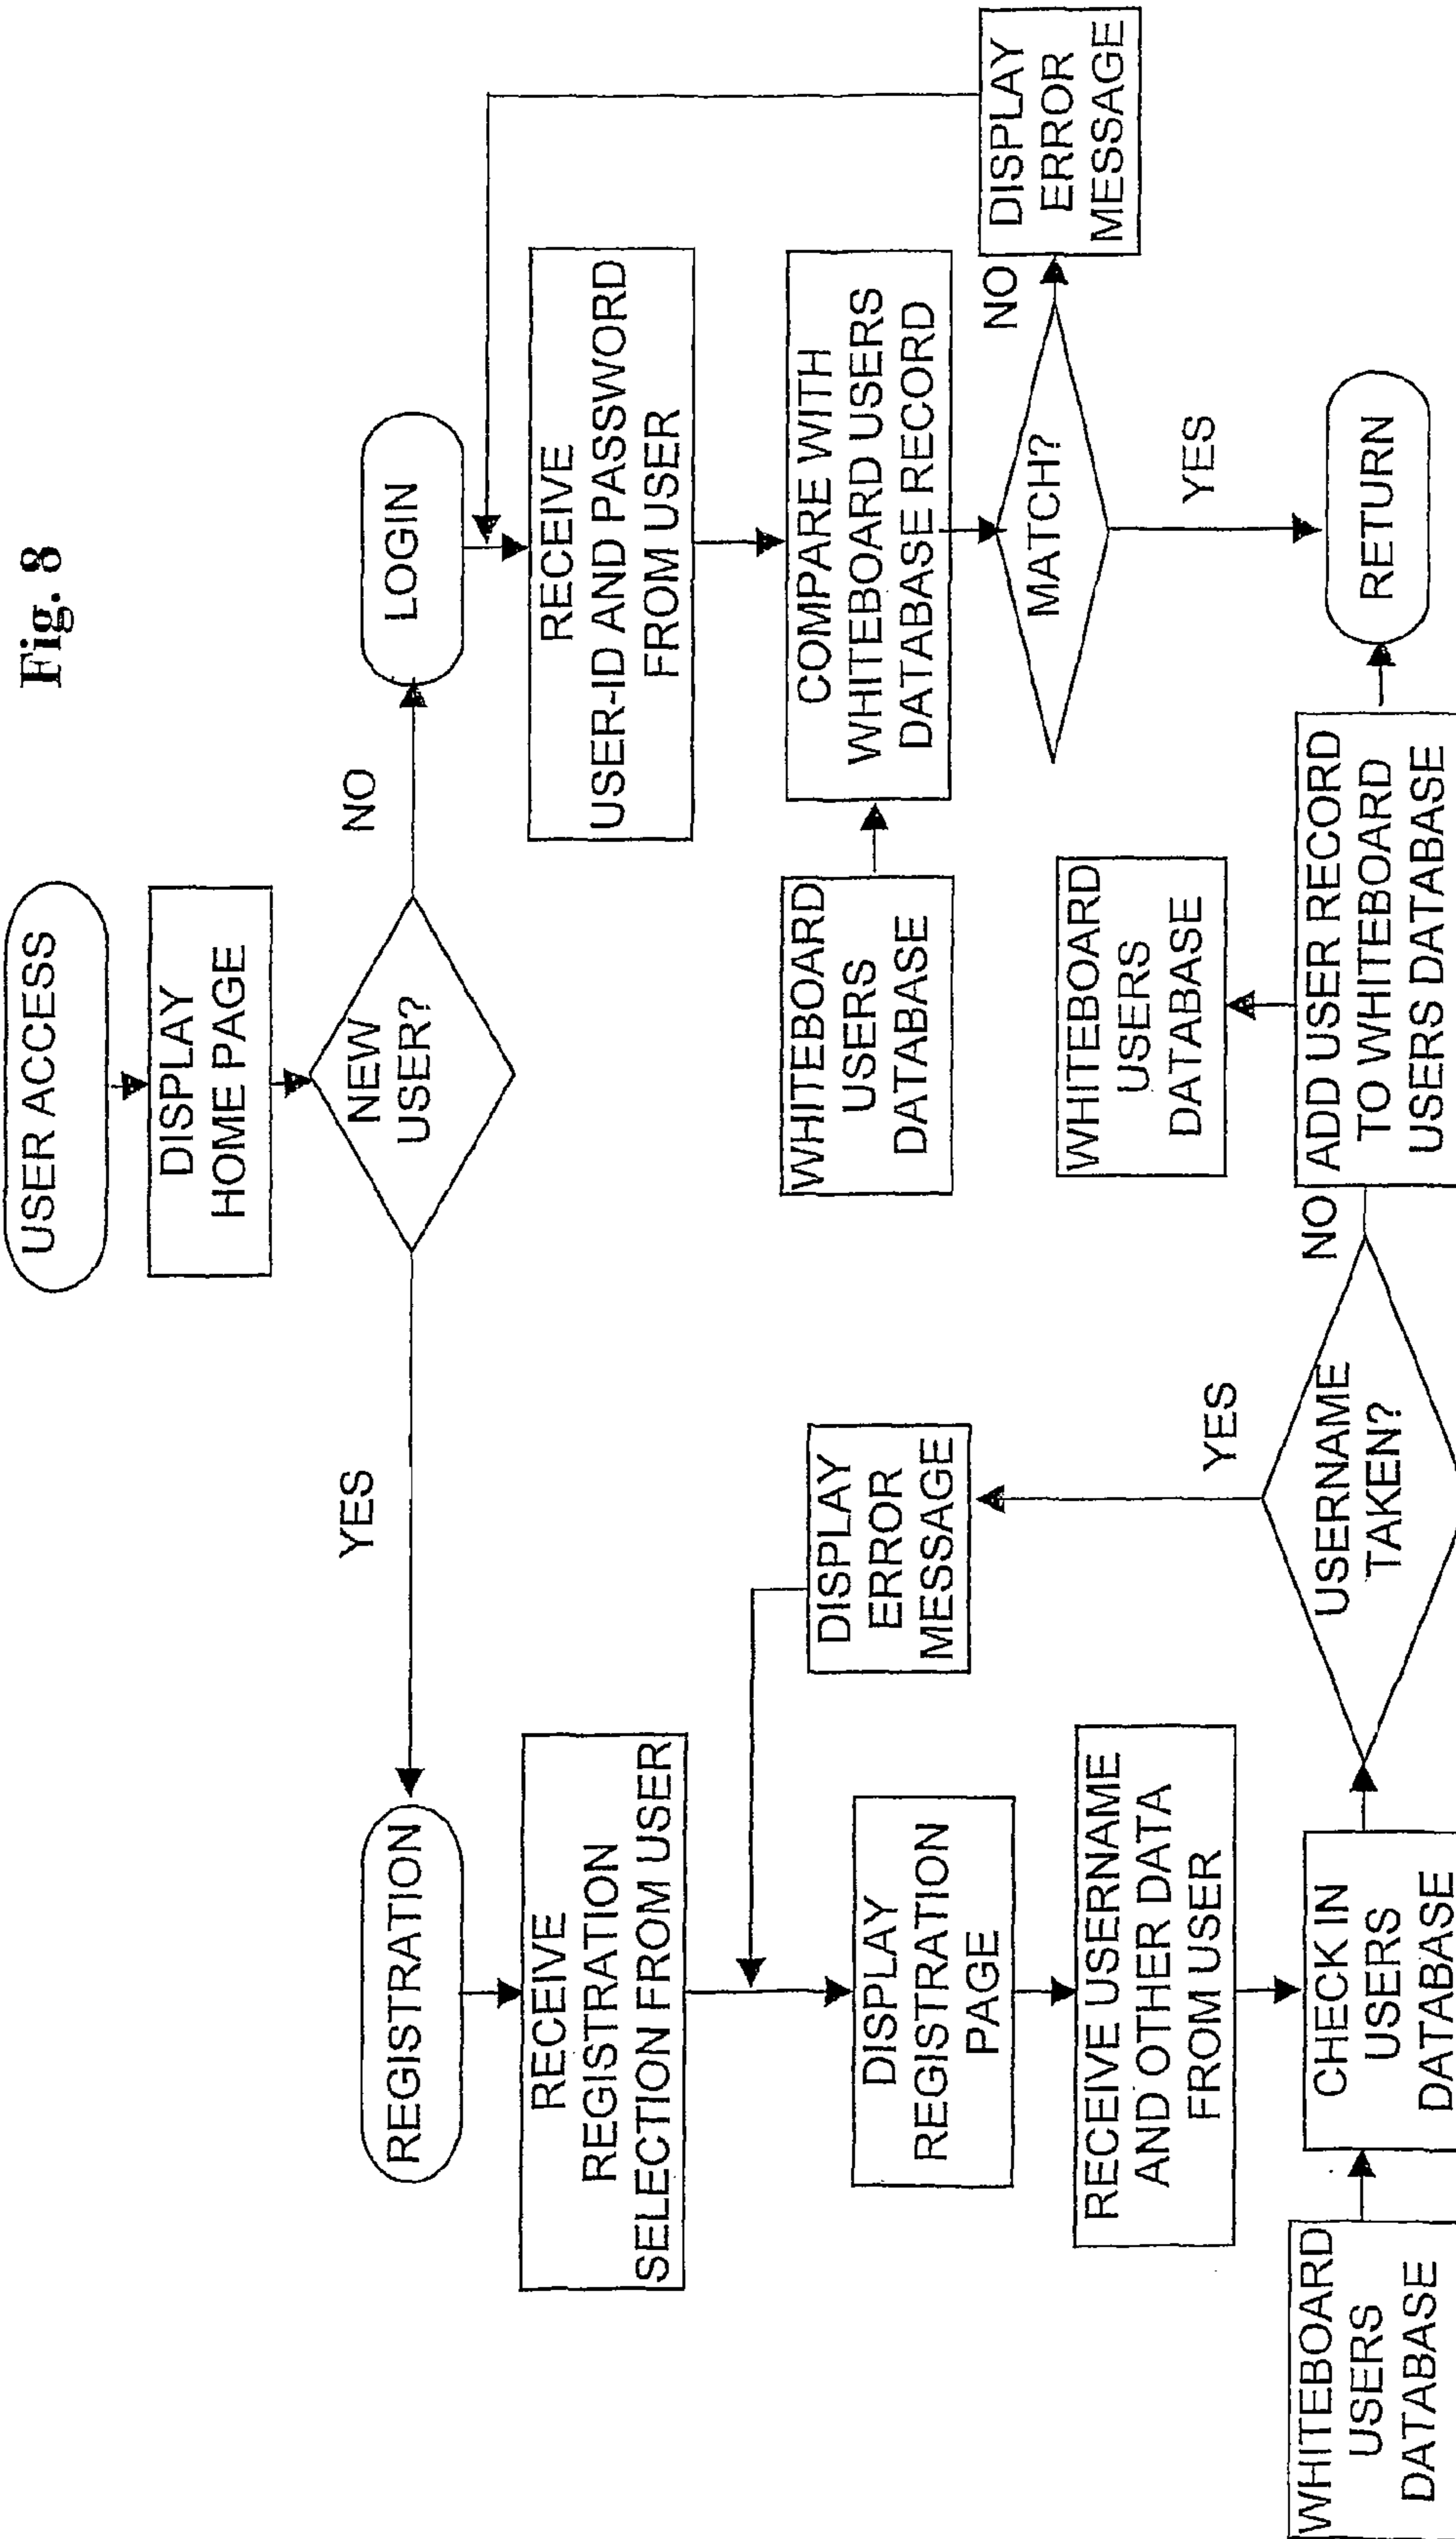 Fig. 8
USER ACCESS
DISPLAY
HOME PAGE
NEW
USER?
YES
NO
REGISTRATION
RECEIVE
REGISTRATION
SELECTION FROM USER
DISPLAY
REGISTRATION
PAGE
RECEIVE USERNAME
AND OTHER DATA
FROM USER
WHITEBOARD
USERS
DATABASE
CHECK IN
USERS
DATABASE
USERNAME
TAKEN?
YES
DISPLAY
ERROR
MESSAGE
NO
ADD USER RECORD
TO WHITEBOARD
USERS DATABASE
WHITEBOARD
USERS
DATABASE
LOGIN
RECEIVE
USER-ID AND PASSWORD
FROM USER
WHITEBOARD
USERS
DATABASE
COMPARE WITH
WHITEBOARD USERS
DATABASE RECORD
MATCH?
NO
DISPLAY
ERROR
MESSAGE
YES
RETURN